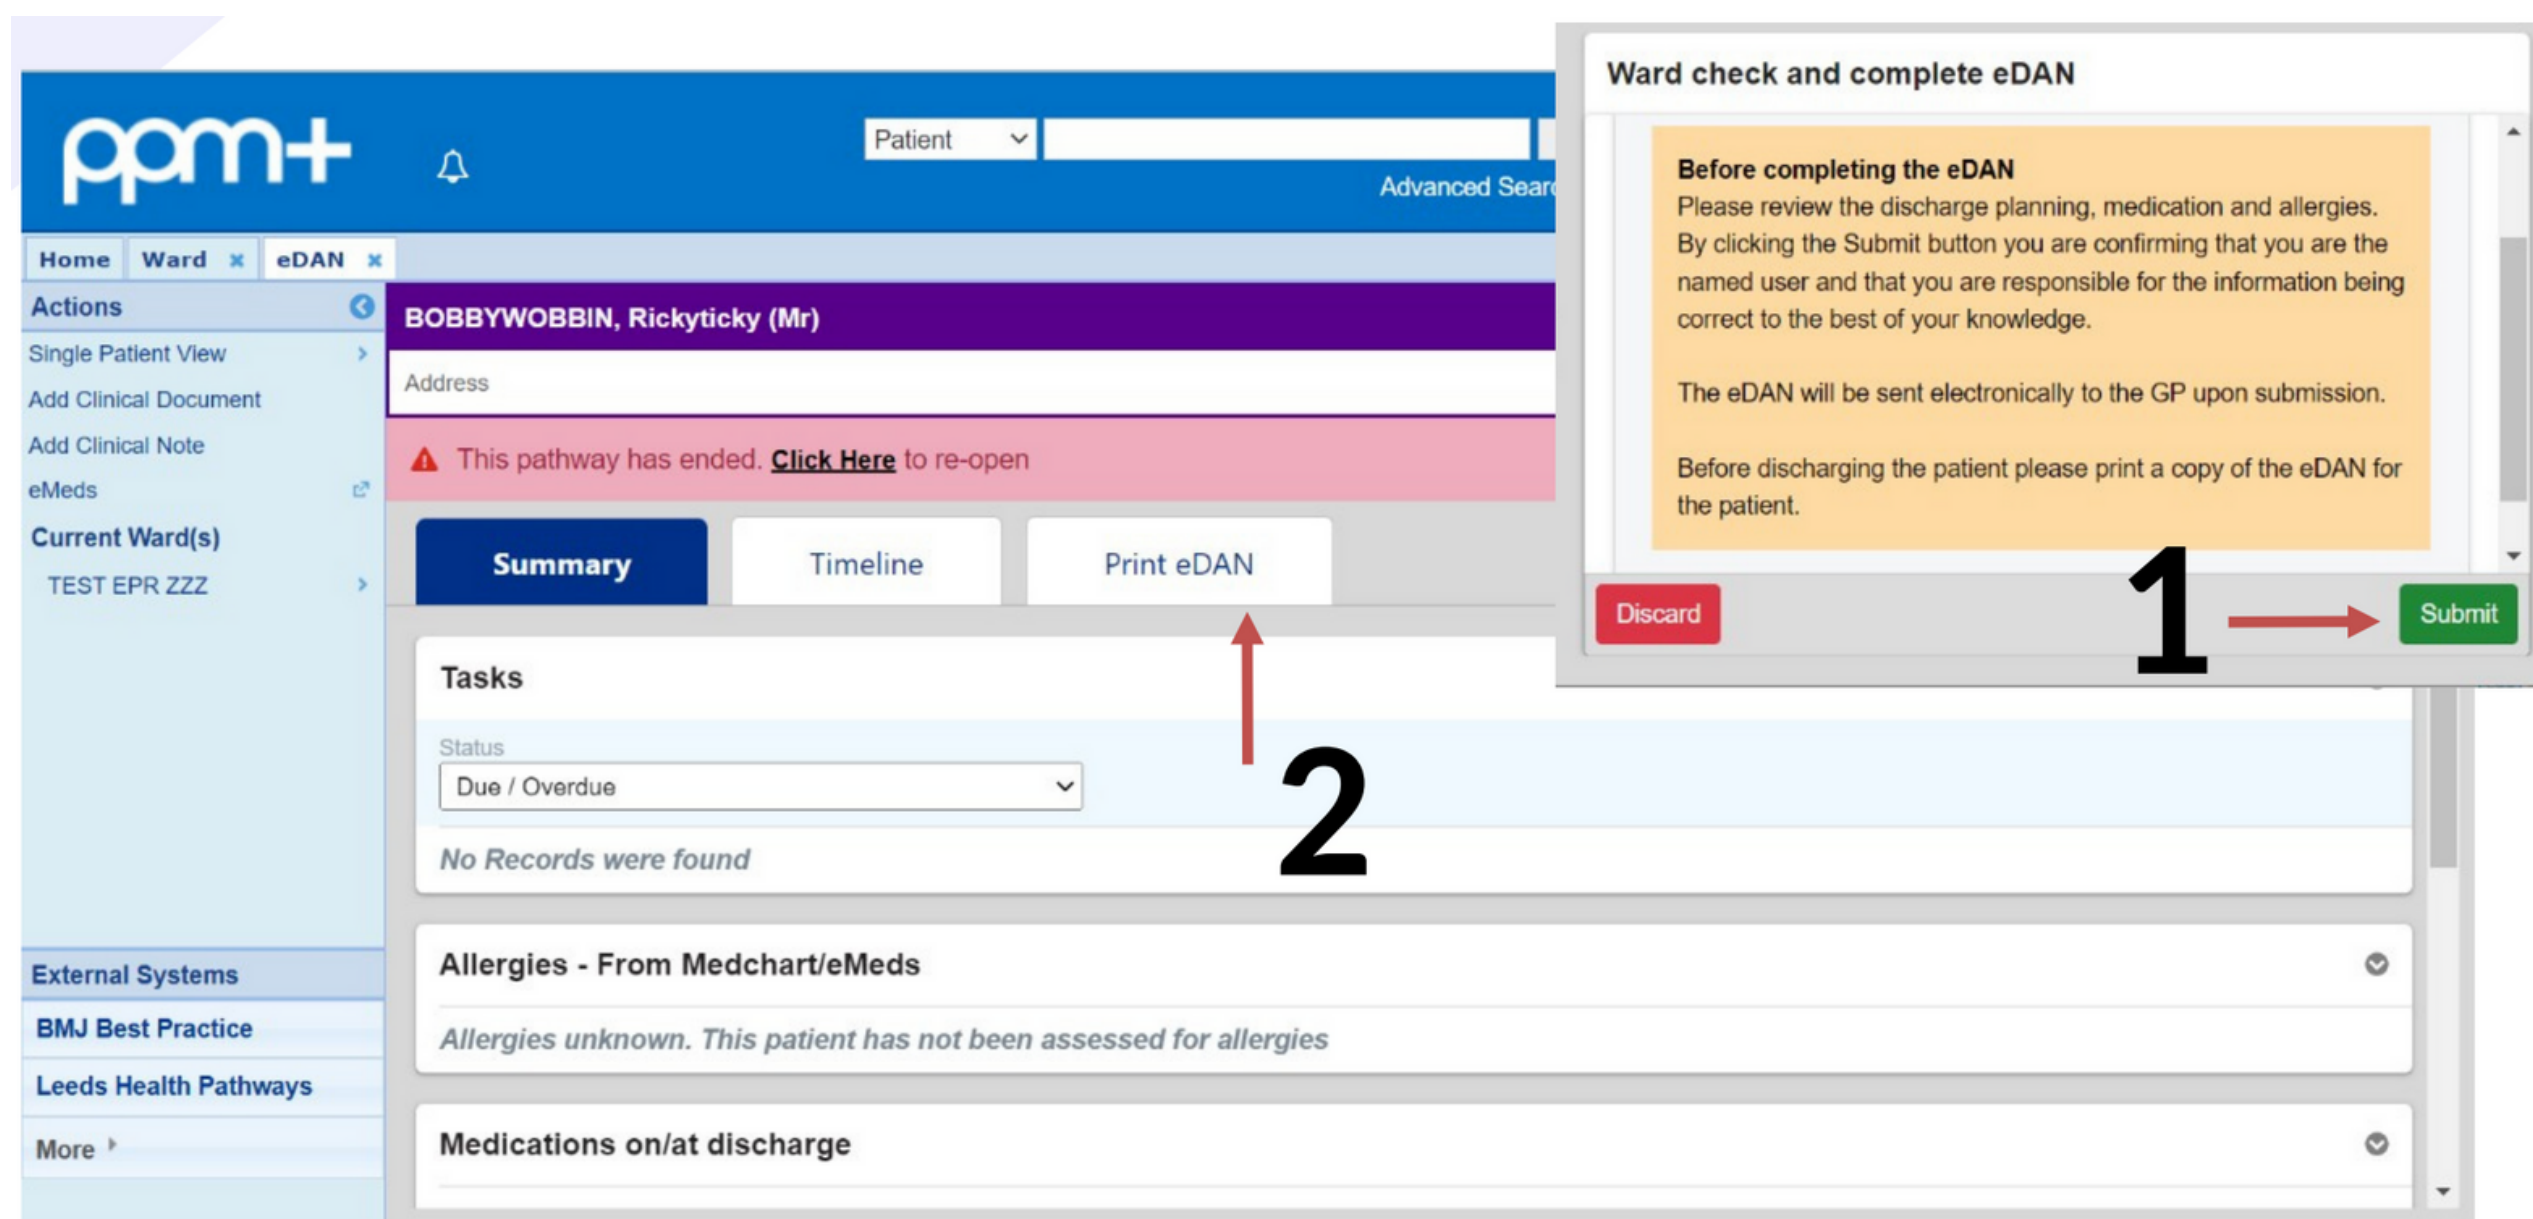 ppm+
Patient
Advanced Sear
Home Ward x eDAN x
Actions
Single Patient View
Add Clinical Document
Add Clinical Note
eMeds
Current Ward(s)
TEST EPR ZZZ
External Systems
BMJ Best Practice
Leeds Health Pathways
More
BOBBYWOBBIN, Rickyticky (Mr)
Address
This pathway has ended. Click Here to re-open
Summary Timeline Print eDAN
2
Tasks
Status
Due / Overdue
No Records were found
Allergies - From Medchart/eMeds
Allergies unknown. This patient has not been assessed for allergies
Medications on/at discharge
Ward check and complete eDAN
Before completing the eDAN
Please review the discharge planning, medication and allergies.
By clicking the Submit button you are confirming that you are the
named user and that you are responsible for the information being
correct to the best of your knowledge.
The eDAN will be sent electronically to the GP upon submission.
Before discharging the patient please print a copy of the eDAN for
the patient.
1
Discard Submit